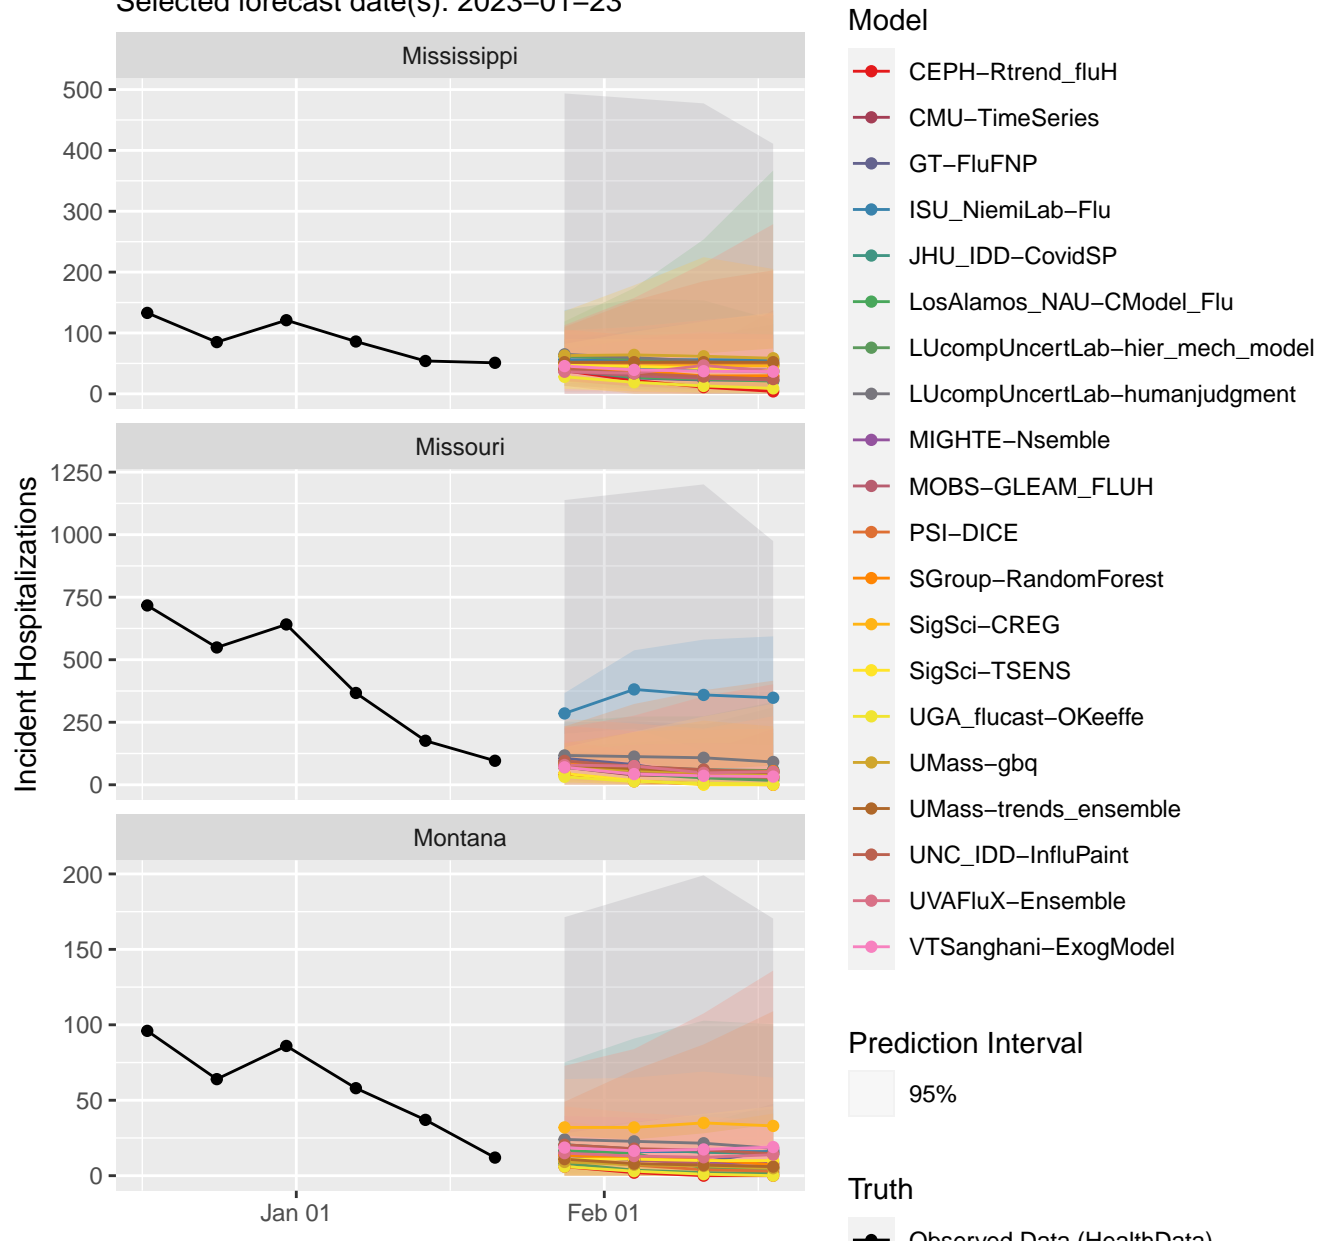 Selected forecast date(s): 2023−01−23
Mississippi
500
400
300
200
100
0
Missouri
1250
1000
750
500
250
0
Montana
200
150
100
50
0
Jan 01
Feb 01
Incident Hospitalizations
Model
CEPH−Rtrend_fluH
CMU−TimeSeries
GT−FluFNP
ISU_NiemiLab−Flu
JHU_IDD−CovidSP
LosAlamos_NAU−CModel_Flu
LUcompUncertLab−hier_mech_model
LUcompUncertLab−humanjudgment
MIGHTE−Nsemble
MOBS−GLEAM_FLUH
PSI−DICE
SGroup−RandomForest
SigSci−CREG
SigSci−TSENS
UGA_flucast−OKeeffe
UMass−gbq
UMass−trends_ensemble
UNC_IDD−InfluPaint
UVAFluX−Ensemble
VTSanghani−ExogModel
Prediction Interval
95%
Truth
Observed Data (HealthData)